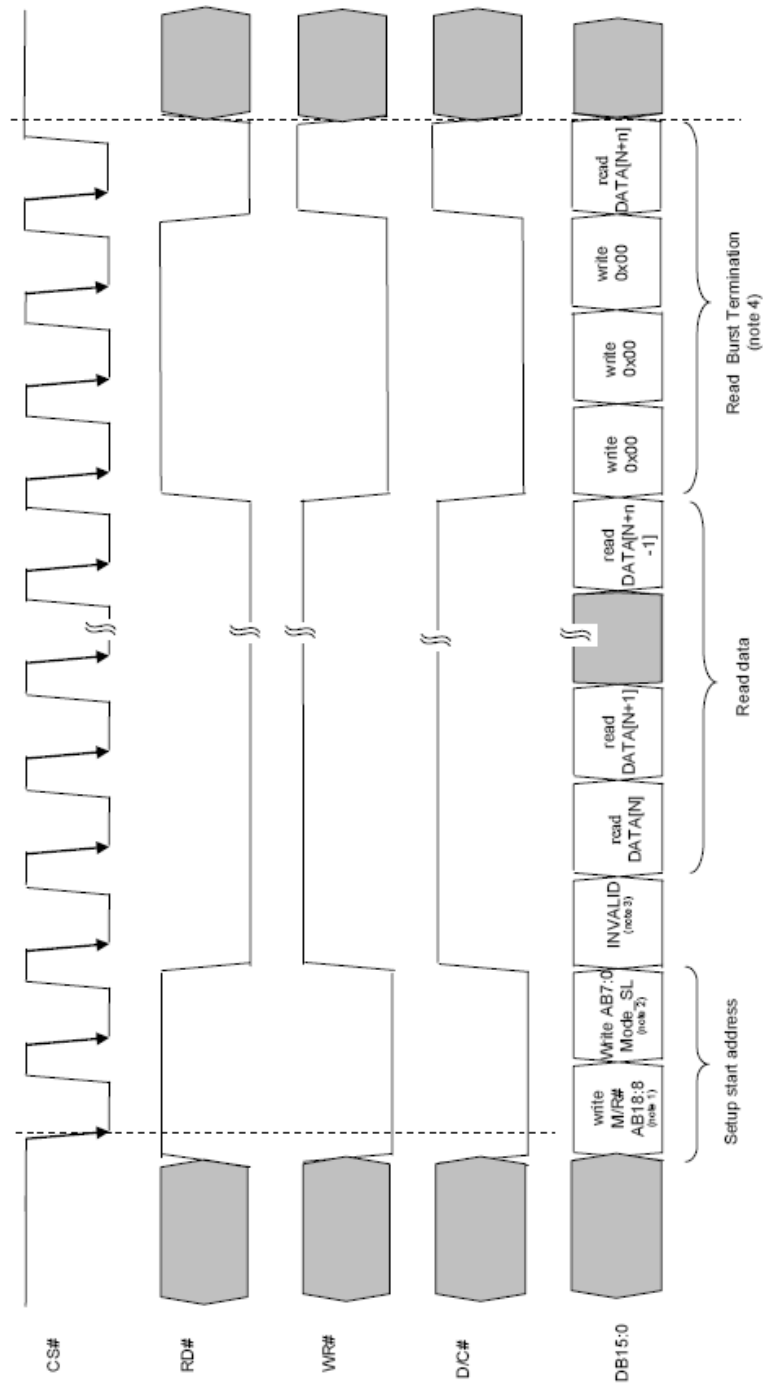 CS#
RD#
WR#
D/C#
DB15:0
write
M/R#
AB18:8
(note 1)
Write AB7:0
Mode_SL
(note 2)
INVALID
(note 3)
read
DATA[N]
read
DATA[N+1]
read
DATA[N+n
-1]
write
0x00
write
0x00
write
0x00
read
DATA[N+n]
Setup start address
Read data
Read Burst Termination
(note 4)